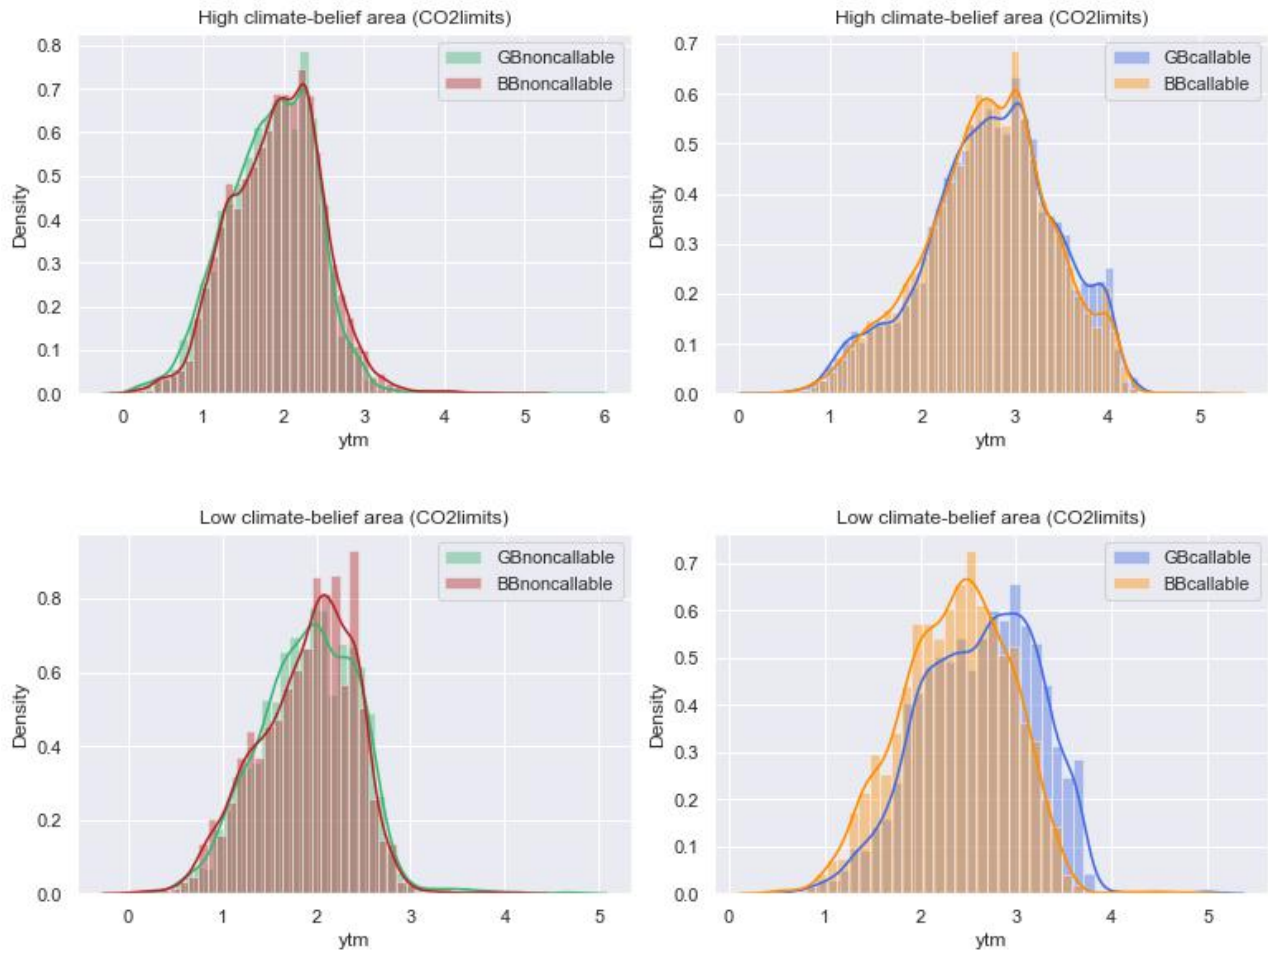 High climate-belief area (CO2limits)
0.8
0.7
0.6
0.5
0.4
0.3
0.2
0.1
0.0
Density
GBnoncallable
BBnoncallable
0 1 2 3 4 5 6
ytm
High climate-belief area (CO2limits)
0.7
0.6
0.5
0.4
0.3
0.2
0.1
0.0
Density
GBcallable
BBcallable
0 1 2 3 4 5
ytm
Low climate-belief area (CO2limits)
0.8
0.6
0.4
0.2
0.0
Density
GBnoncallable
BBnoncallable
0 1 2 3 4 5
ytm
Low climate-belief area (CO2limits)
0.7
0.6
0.5
0.4
0.3
0.2
0.1
0.0
Density
GBcallable
BBcallable
0 1 2 3 4 5
ytm